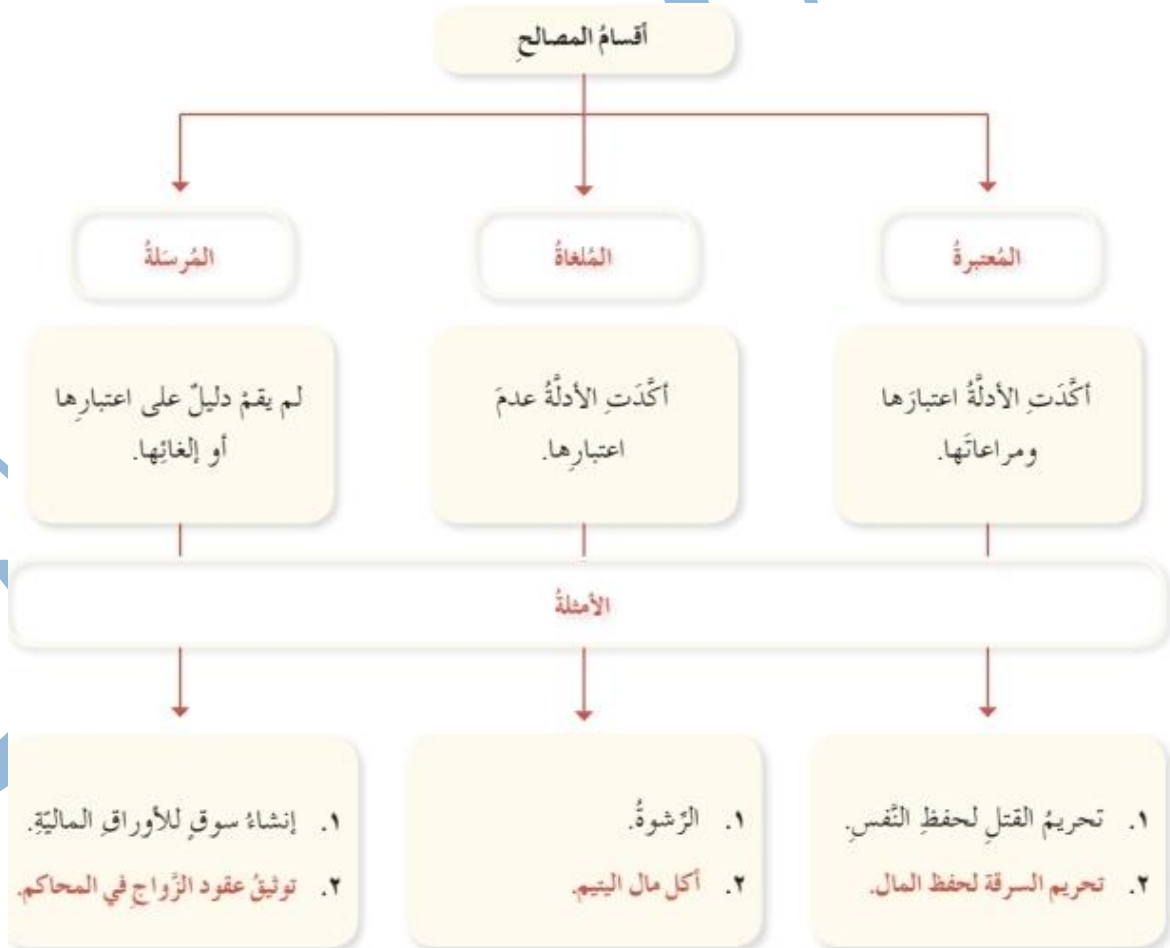 أقسامُ المصالحِ
المُعتبرةُ
المُلغاةُ
المُرسَلةُ
أكَّدَتِ الأدلَّةُ اعتبارَها
ومراعاتَها.
أكَّدَتِ الأدلَّةُ عدمَ
اعتبارِها.
لم يقمْ دليلٌ على اعتبارِها
أو إلغائِها.
الأمثلةُ
١. تحريمُ القتلِ لحفظِ النَّفسِ.
٢. تحريم السرقة لحفظ المال.
١. الرِّشوةُ.
٢. أكل مال اليتيم.
١. إنشاءُ سوقٍ للأوراقِ الماليّةِ.
٢. توثيقُ عقود الزَّواجِ في المحاكم.